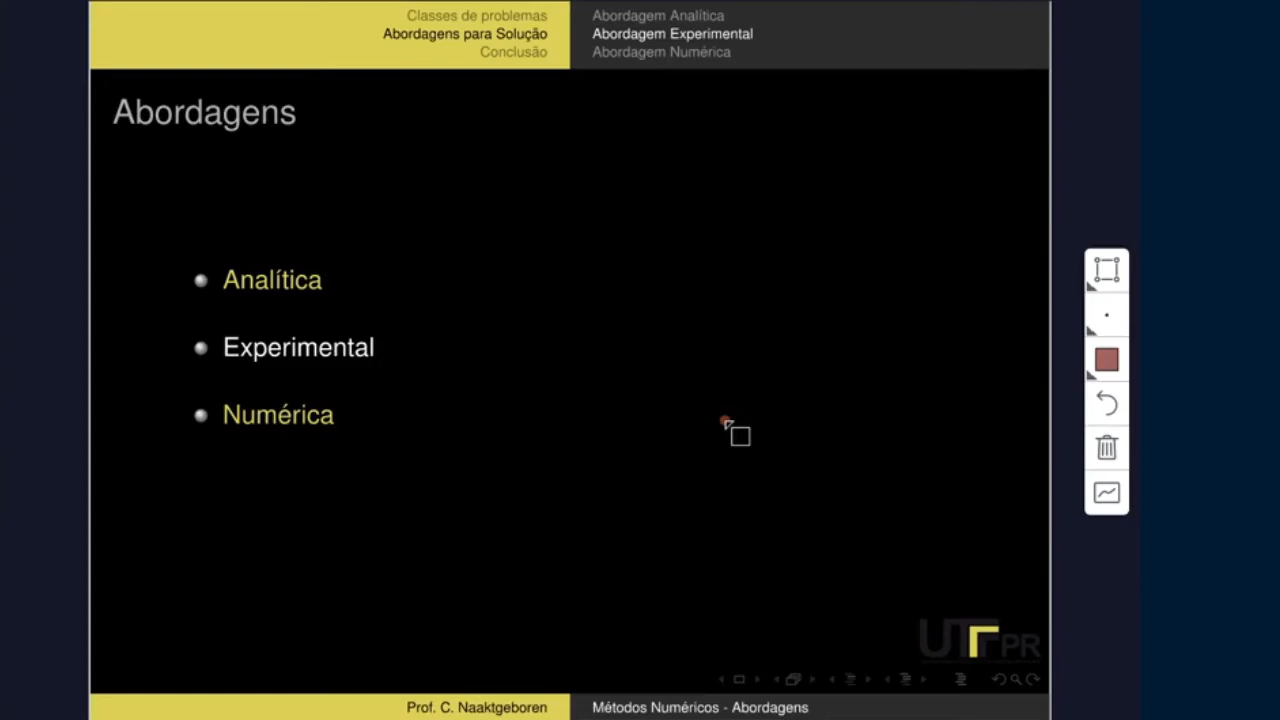 Classes de problemas
Abordagens para Solução
Conclusão
Abordagem Analítica
Abordagem Experimental
Abordagem Numérica
Abordagens
Analítica
Experimental
Numérica
UTFPR
Prof. C. Naaktgeboren
Métodos Numéricos - Abordagens